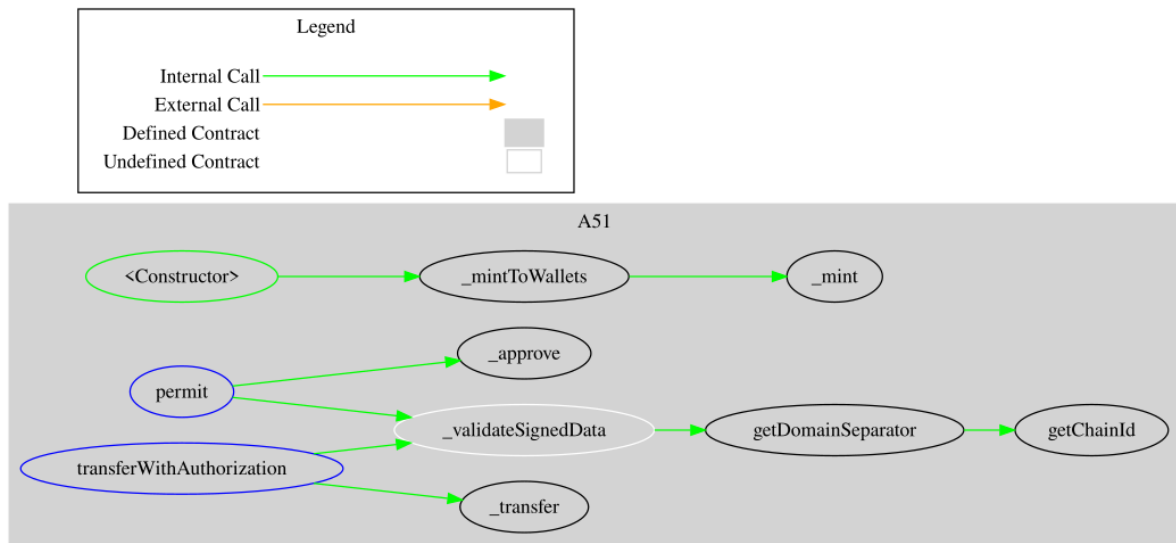 Legend
Internal Call
External Call
Defined Contract
Undefined Contract
A51
<Constructor>
_mintToWallets
_mint
_approve
permit
_validateSignedData
getDomainSeparator
getChainId
transferWithAuthorization
_transfer